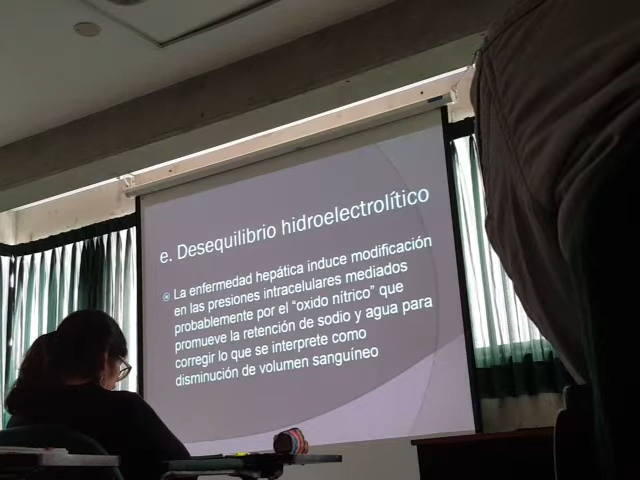 e. Desequilibrio hidroelectrolítico
La enfermedad hepática induce modificación
en las presiones intracelulares mediados
probablemente por el "oxido nítrico" que
promueve la retención de sodio y agua para
corregir lo que se interprete como
disminución de volumen sanguíneo